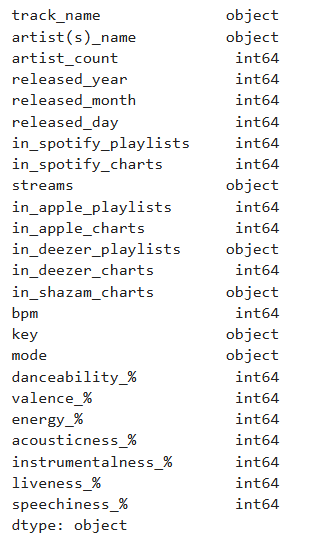 track_name object
artist(s)_name object
artist_count int64
released_year int64
released_month int64
released_day int64
in_spotify_playlists int64
in_spotify_charts int64
streams object
in_apple_playlists int64
in_apple_charts int64
in_deezer_playlists object
in_deezer_charts int64
in_shazam_charts object
bpm int64
key object
mode object
danceability_% int64
valence_% int64
energy_% int64
acousticness_% int64
instrumentalness_% int64
liveness_% int64
speechiness_% int64
dtype: object